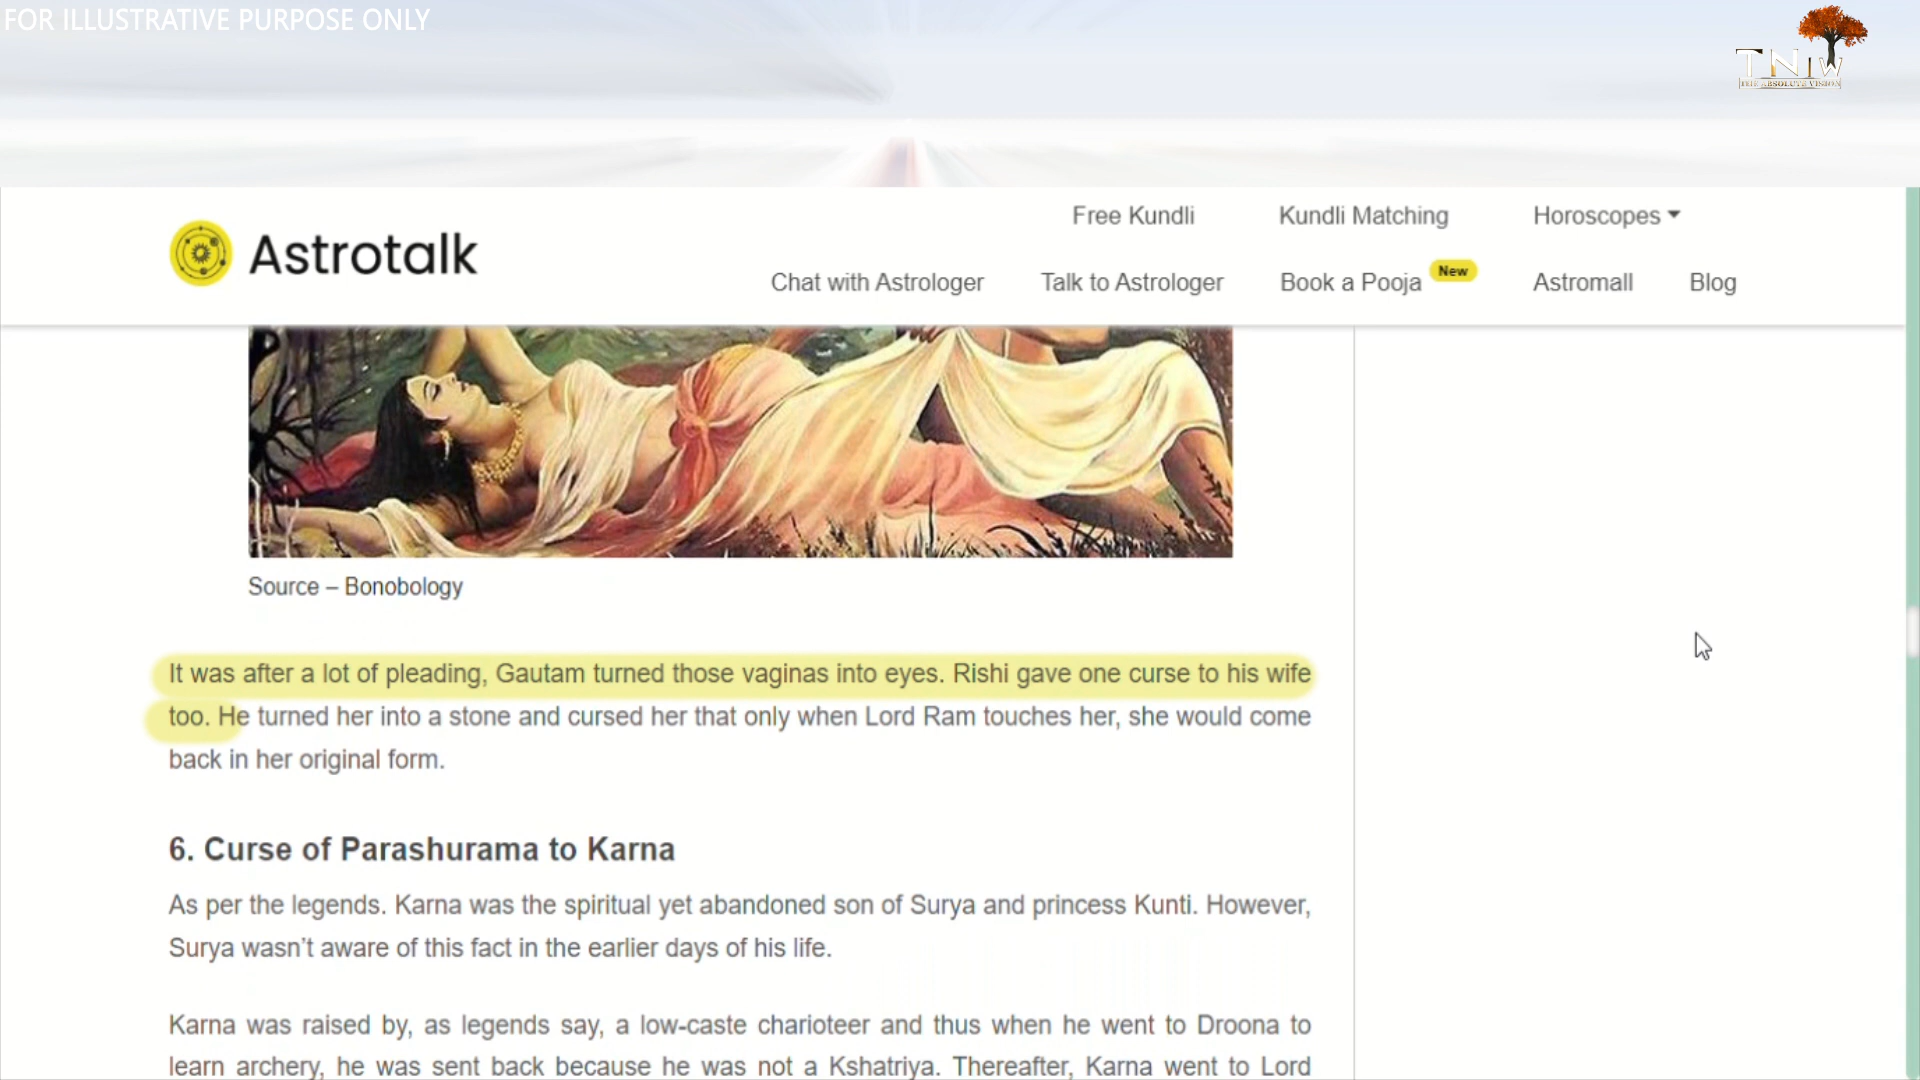 FOR ILLUSTRATIVE PURPOSE ONLY
TNIW
THE ABSOLUTE VISION
Astrotalk
Free Kundli
Kundli Matching
Horoscopes
Chat with Astrologer
Talk to Astrologer
Book a Pooja
New
Astromall
Blog
Source – Bonobology
It was after a lot of pleading, Gautam turned those vaginas into eyes. Rishi gave one curse to his wife
too. He turned her into a stone and cursed her that only when Lord Ram touches her, she would come
back in her original form.
6. Curse of Parashurama to Karna
As per the legends. Karna was the spiritual yet abandoned son of Surya and princess Kunti. However,
Surya wasn’t aware of this fact in the earlier days of his life.
Karna was raised by, as legends say, a low-caste charioteer and thus when he went to Droona to
learn archery, he was sent back because he was not a Kshatriya. Thereafter, Karna went to Lord